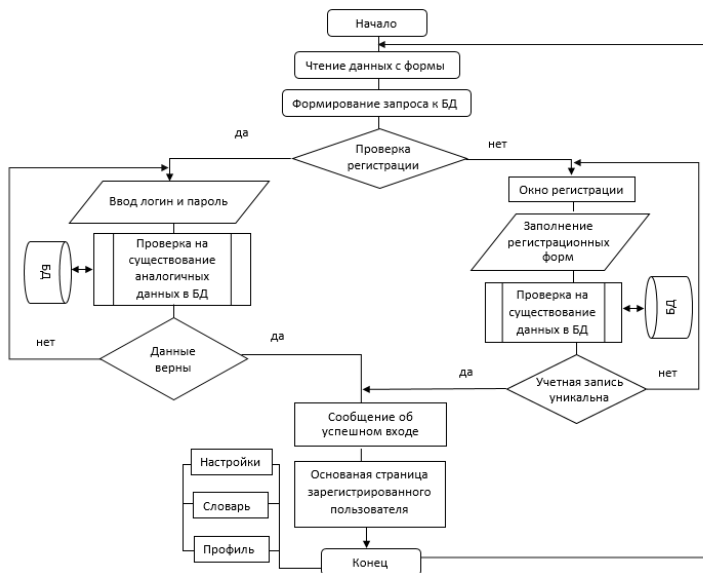 Начало
Чтение данных с формы
Формирование запроса к БД
да
Проверка
регистрации
нет
Ввод логин и пароль
Окно регистрации
Заполнение
регистрационных
форм
БД
Проверка на
существование
аналогичных
данных в БД
Проверка на
существование
данных в БД
БД
нет
Данные
верны
да
да
Учетная запись
уникальна
нет
Сообщение об
успешном входе
Настройки
Словарь
Профиль
Основаная страница
зарегистрированного
пользователя
Конец